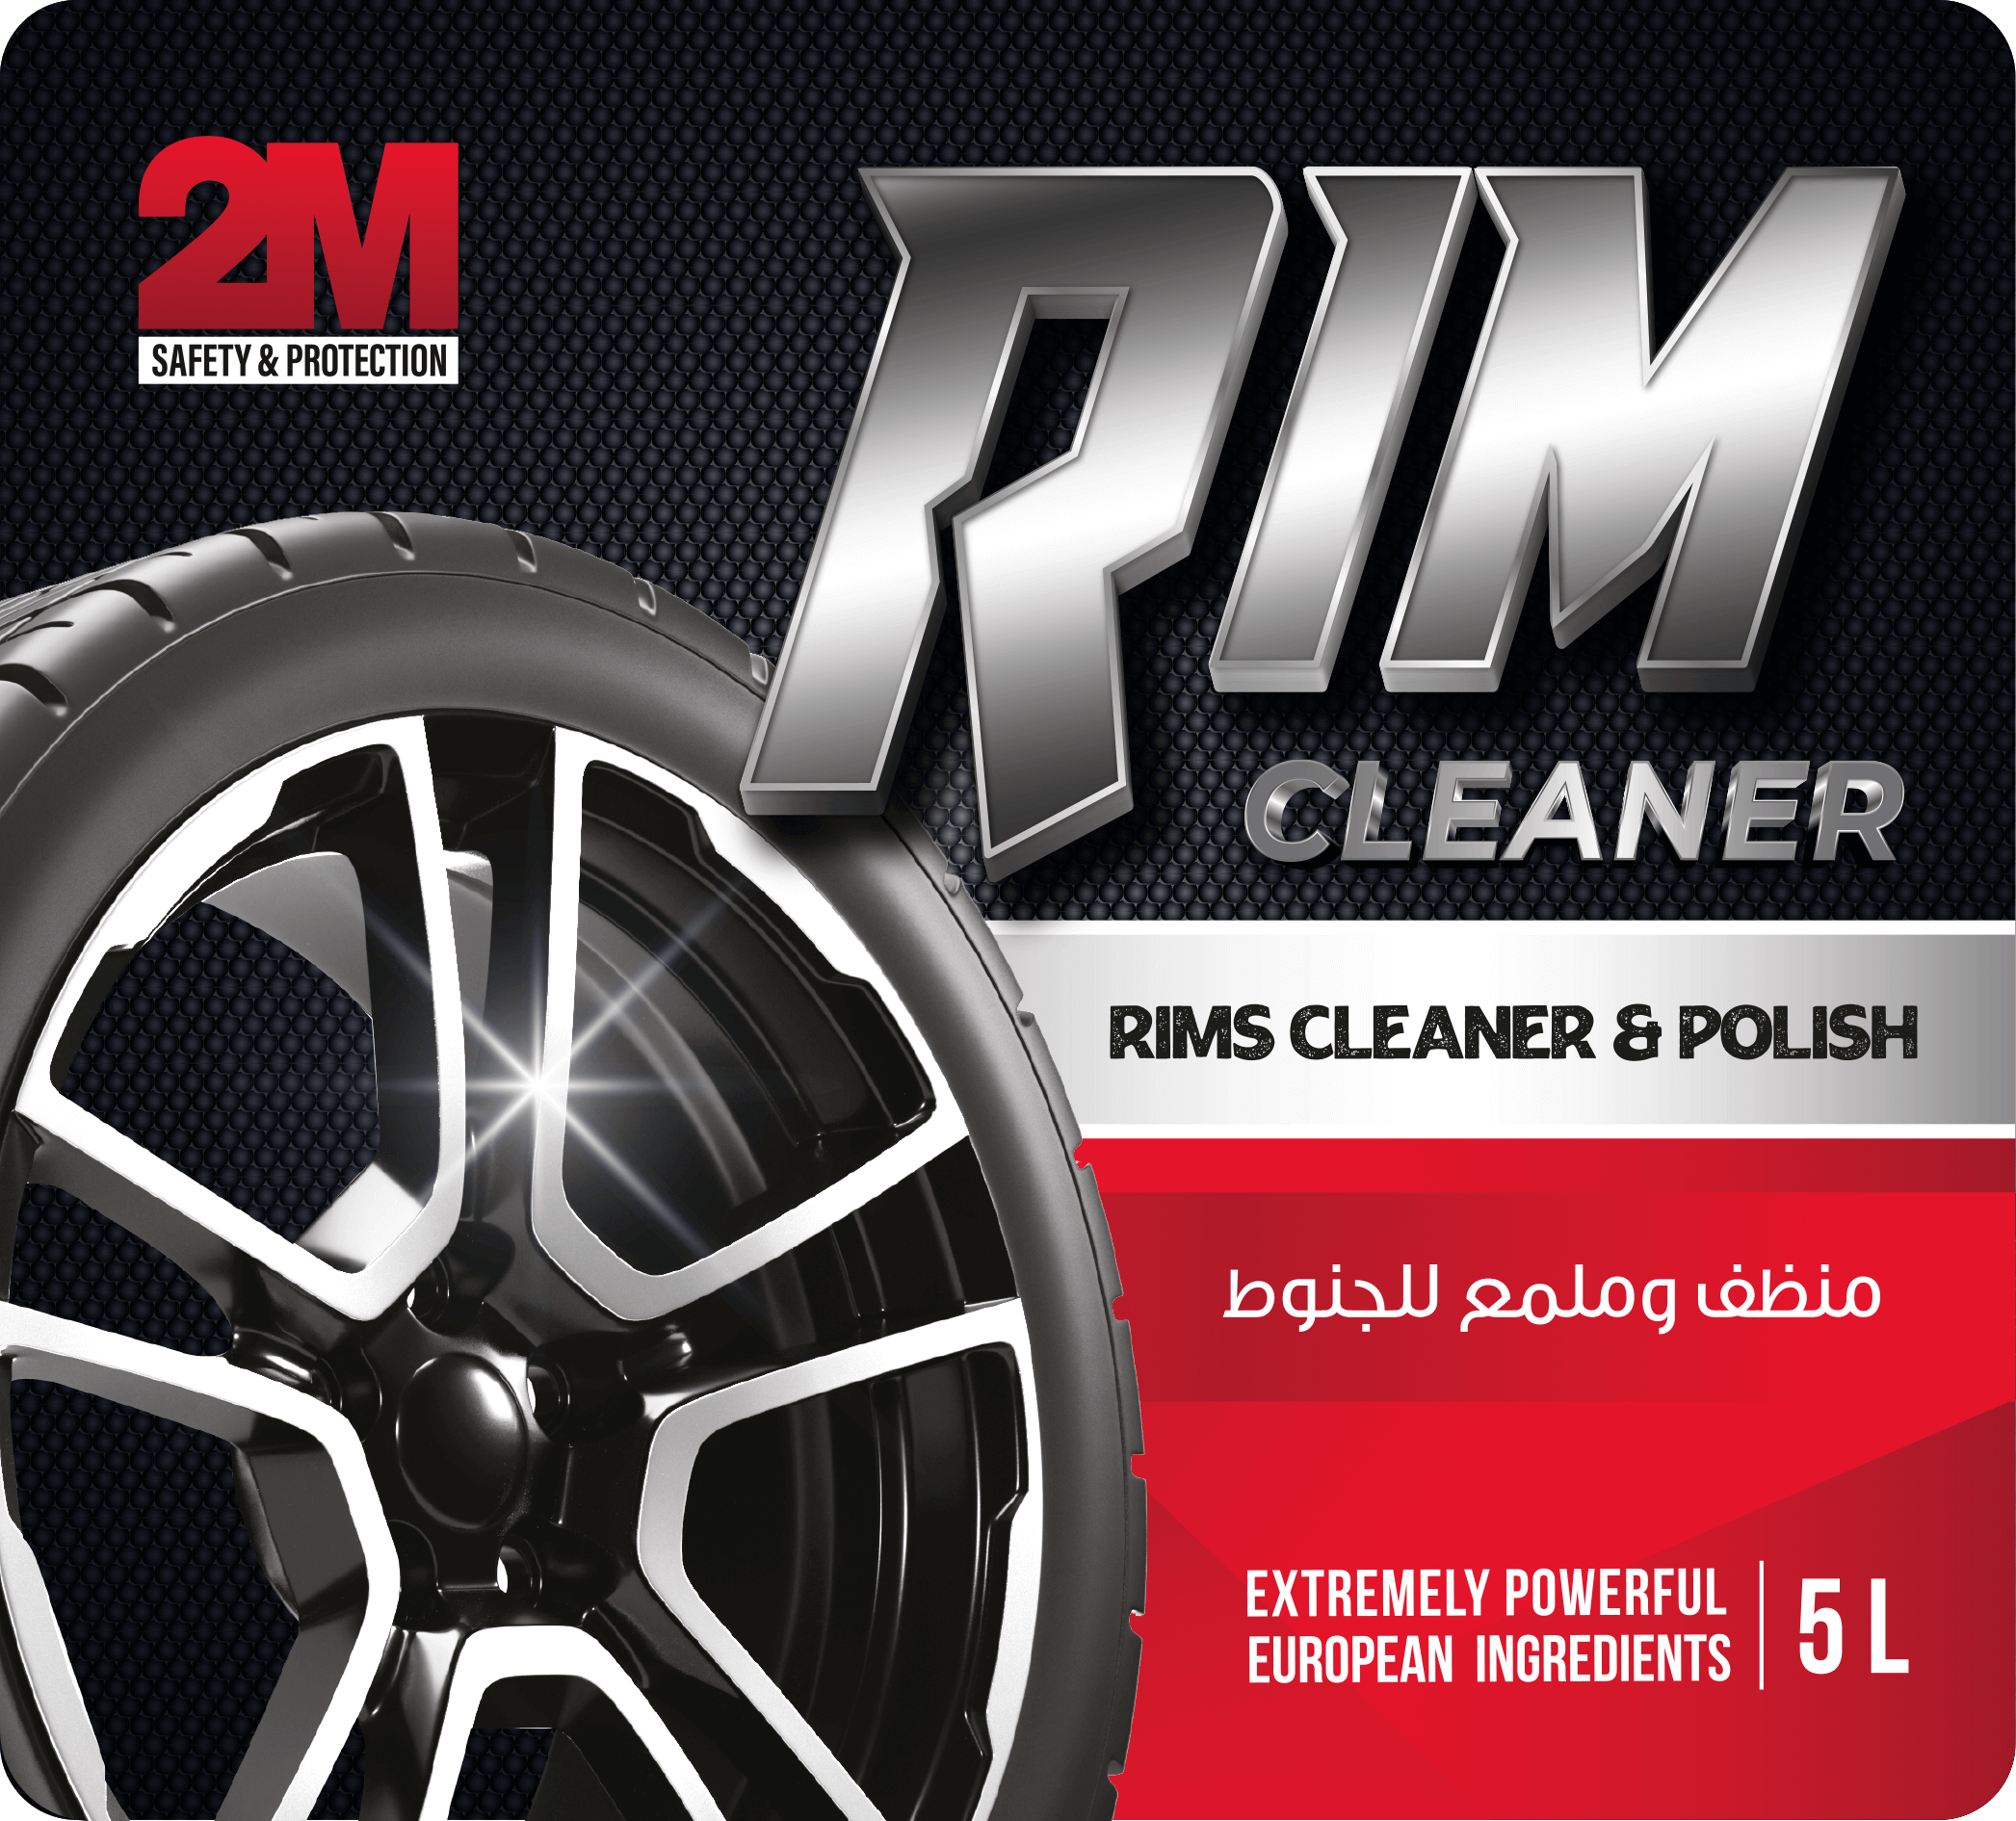 2M
SAFETY & PROTECTION
RIM
CLEANER
RIMS CLEANER & POLISH
منظف وملمع للجنوط
EXTREMELY POWERFUL
EUROPEAN INGREDIENTS
5 L